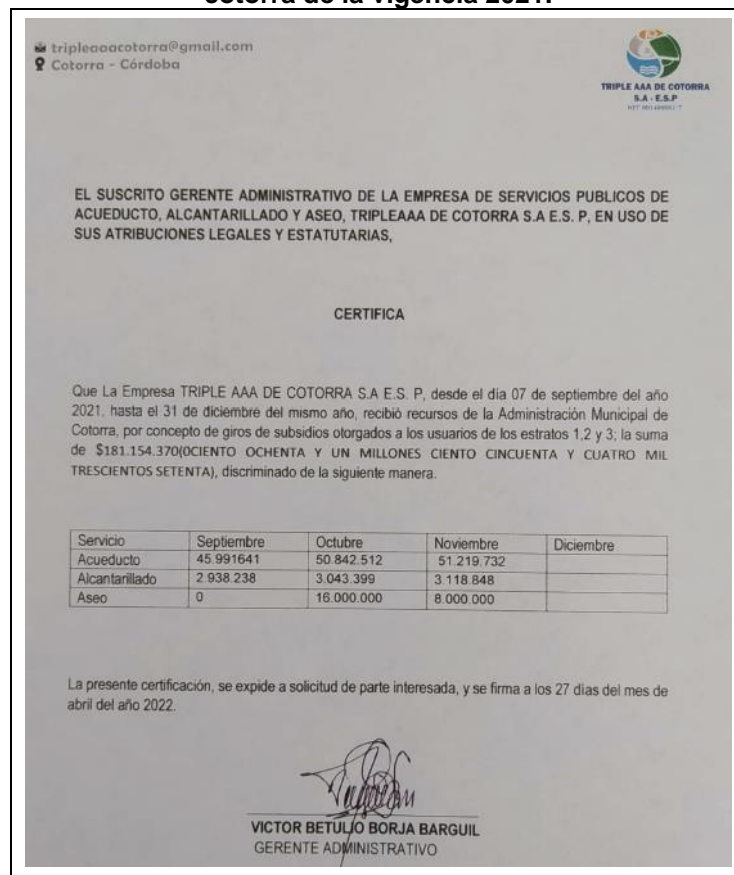 cotorra de la vigencia 2021.
tripleaaacotorra@gmail.com
Cotorra - Córdoba
TRIPLE AAA DE COTORRA
S.A - E.S.P
EL SUSCRITO GERENTE ADMINISTRATIVO DE LA EMPRESA DE SERVICIOS PUBLICOS DE
ACUEDUCTO, ALCANTARILLADO Y ASEO, TRIPLEAAA DE COTORRA S.A E.S. P, EN USO DE
SUS ATRIBUCIONES LEGALES Y ESTATUTARIAS,
CERTIFICA
Que La Empresa TRIPLE AAA DE COTORRA S.A E.S. P, desde el día 07 de septiembre del año
2021, hasta el 31 de diciembre del mismo año, recibió recursos de la Administración Municipal de
Cotorra, por concepto de giros de subsidios otorgados a los usuarios de los estratos 1,2 y 3; la suma
de $181.154.370(0CIENTO OCHENTA Y UN MILLONES CIENTO CINCUENTA Y CUATRO MIL
TRESCIENTOS SETENTA), discriminado de la siguiente manera.
Servicio Septiembre Octubre Noviembre Diciembre
Acueducto 45.991641 50.842.512 51.219.732
Alcantarillado 2.938.238 3.043.399 3.118.848
Aseo 0 16.000.000 8.000.000
La presente certificación, se expide a solicitud de parte interesada, y se firma a los 27 días del mes de
abril del año 2022.
VICTOR BETULIO BORJA BARGUIL
GERENTE ADMINISTRATIVO